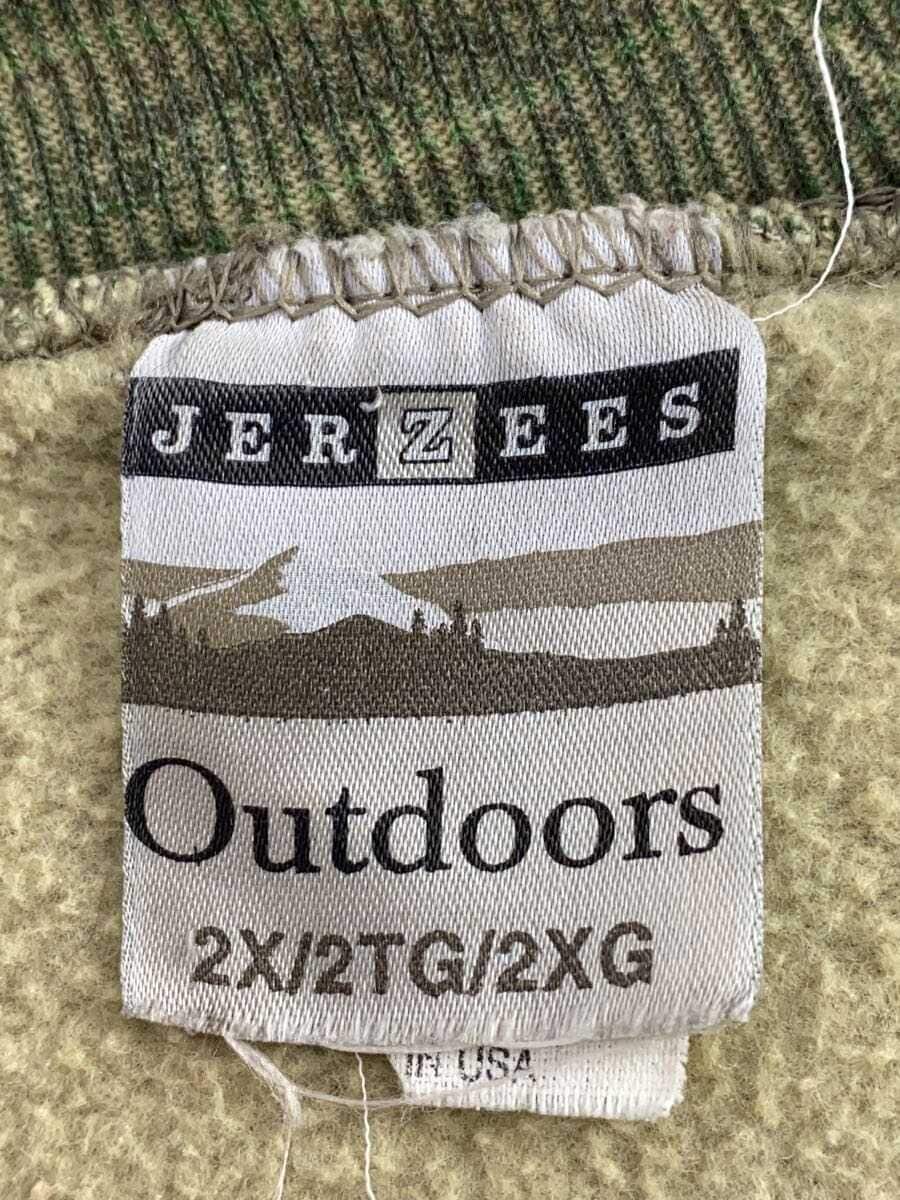 JERZEES
Outdoors
2X/2TG/2XG
IN USA